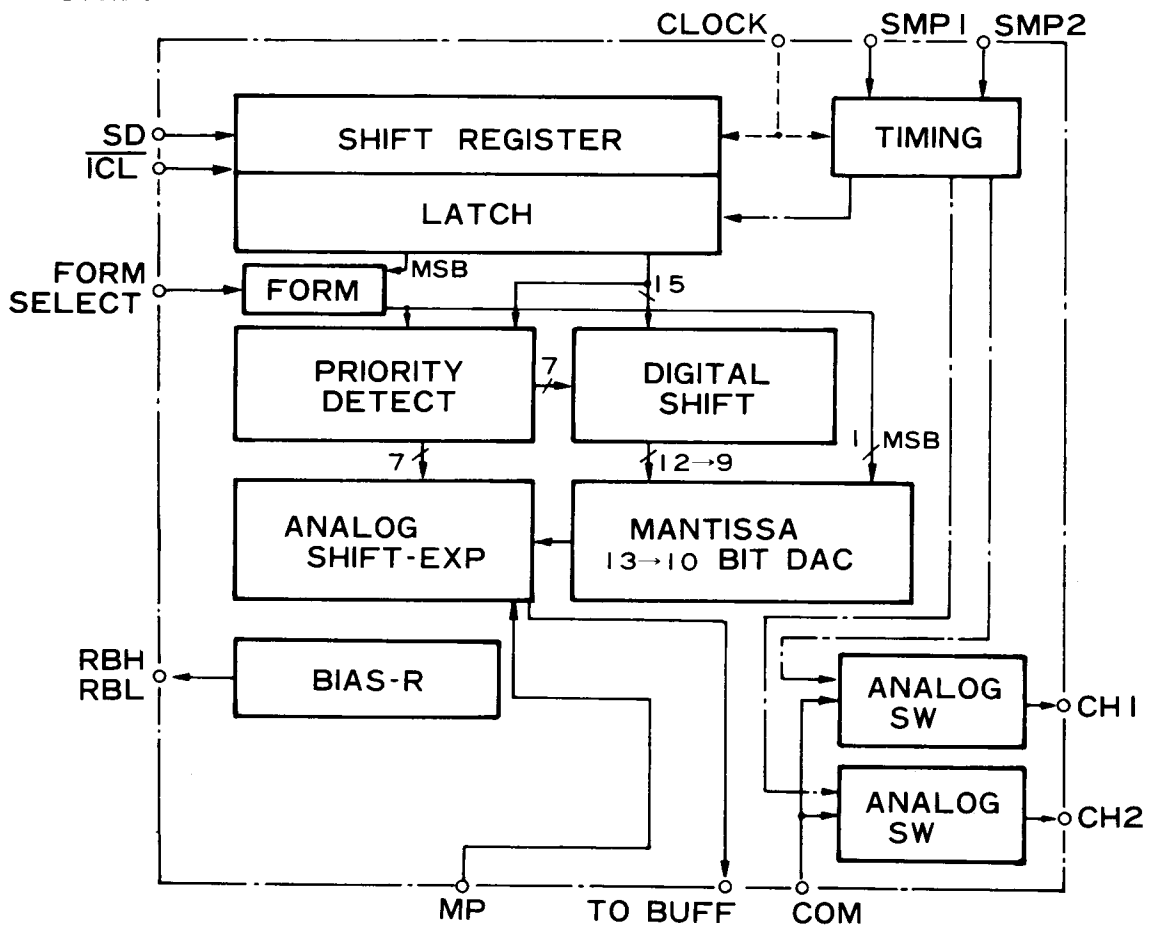 CLOCK
SMP1
SMP2
SD
ICL
SHIFT REGISTER
TIMING
LATCH
MSB
FORM
SELECT
FORM
15
PRIORITY
DETECT
7
DIGITAL
SHIFT
7
12→9
1
MSB
ANALOG
SHIFT-EXP
MANTISSA
13→10 BIT DAC
RBH
RBL
BIAS-R
ANALOG
SW
CH1
ANALOG
SW
CH2
MP
TO BUFF
COM